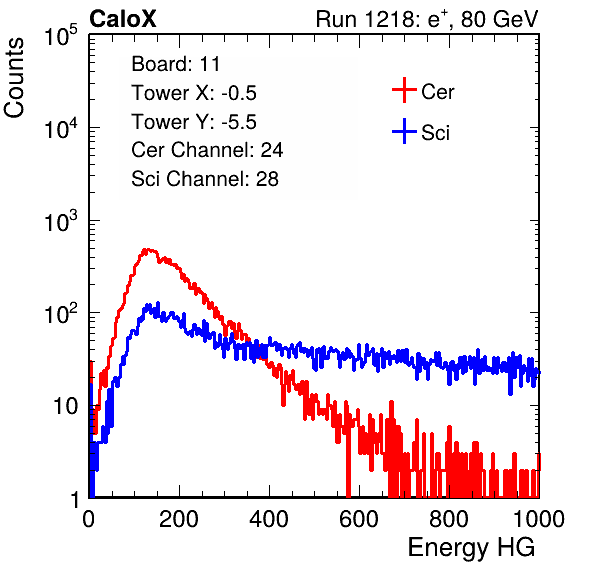 CaloX
Run 1218: e⁺, 80 GeV
Counts
Board: 11
Tower X: -0.5
Tower Y: -5.5
Cer Channel: 24
Sci Channel: 28
Cer
Sci
10⁵
10⁴
10³
10²
10
1
0 200 400 600 800 1000
Energy HG